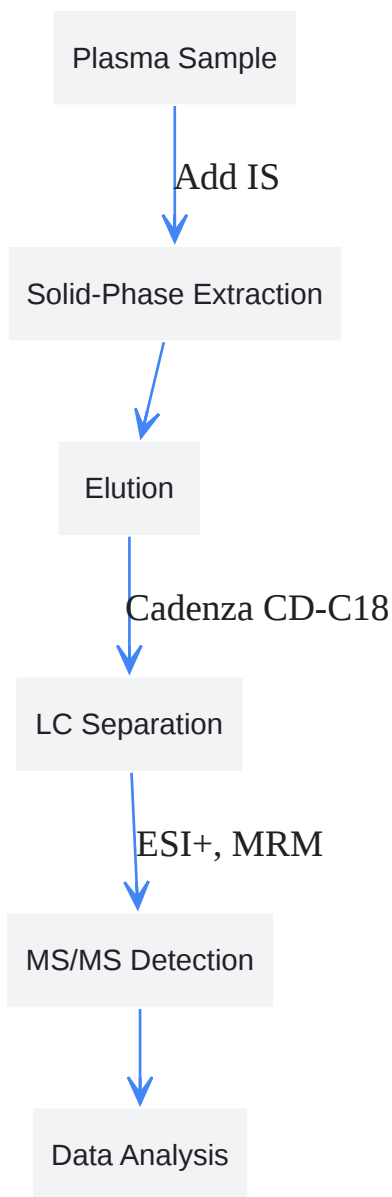 Plasma Sample
Add IS
Solid-Phase Extraction
Elution
Cadenza CD-C18
LC Separation
ESI+, MRM
MS/MS Detection
Data Analysis